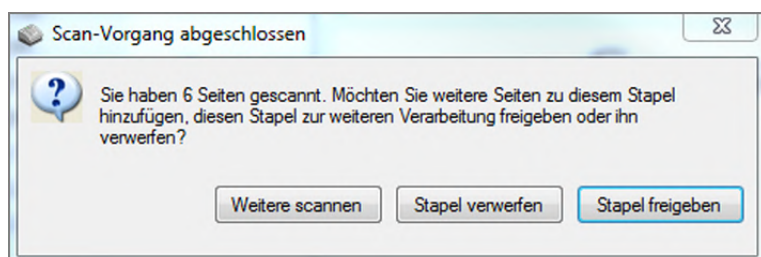 Scan-Vorgang abgeschlossen
Sie haben 6 Seiten gescannt. Möchten Sie weitere Seiten zu diesem Stapel
hinzufügen, diesen Stapel zur weiteren Verarbeitung freigeben oder ihn
verwerfen?
Weitere scannen Stapel verwerfen Stapel freigeben